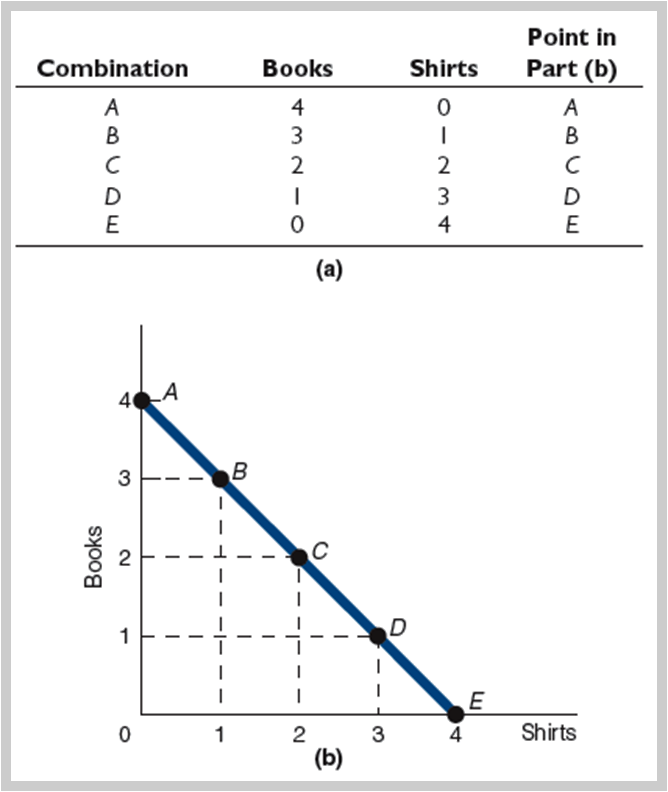 Point in
Combination Books Shirts Part (b)
A 4 0 A
B 3 1 B
C 2 2 C
D 1 3 D
E 0 4 E
(a)
4 A
3 B
2 C
1 D
E
Books
0 1 2 3 4 Shirts
(b)